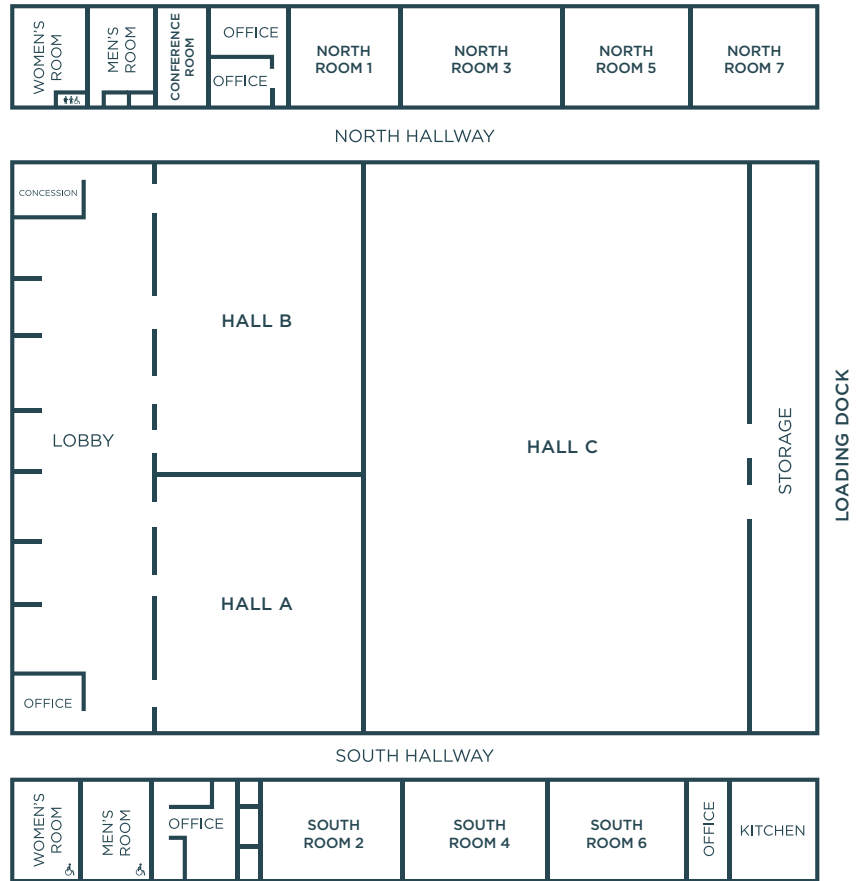 WOMEN'S
ROOM
MEN'S
ROOM
CONFERENCE
ROOM
OFFICE
OFFICE
NORTH
ROOM 1
NORTH
ROOM 3
NORTH
ROOM 5
NORTH
ROOM 7
NORTH HALLWAY
CONCESSION
HALL B
LOBBY
HALL C
STORAGE
LOADING DOCK
HALL A
OFFICE
SOUTH HALLWAY
WOMEN'S
ROOM
MEN'S
ROOM
OFFICE
SOUTH
ROOM 2
SOUTH
ROOM 4
SOUTH
ROOM 6
OFFICE
KITCHEN